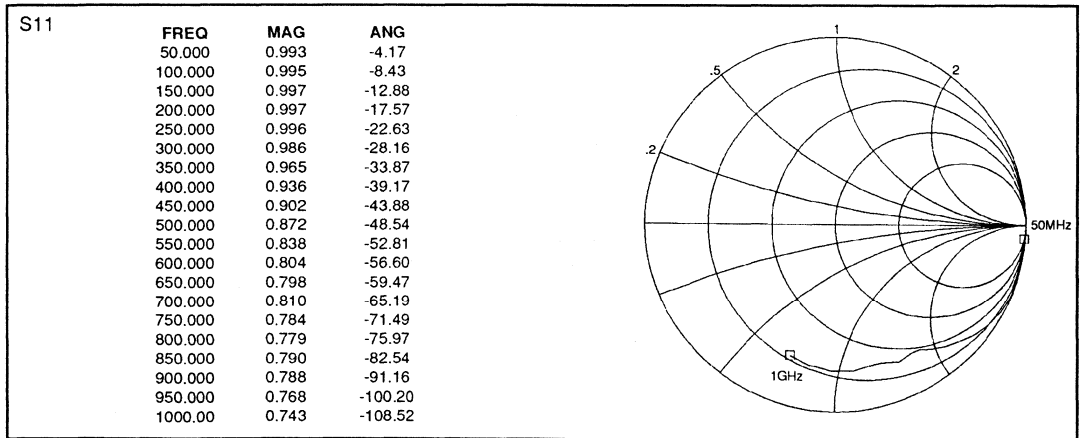 S11
FREQ MAG ANG
50.000 0.993 -4.17
100.000 0.995 -8.43
150.000 0.997 -12.88
200.000 0.997 -17.57
250.000 0.996 -22.63
300.000 0.986 -28.16
350.000 0.965 -33.87
400.000 0.936 -39.17
450.000 0.902 -43.88
500.000 0.872 -48.54
550.000 0.838 -52.81
600.000 0.804 -56.60
650.000 0.798 -59.47
700.000 0.810 -65.19
750.000 0.784 -71.49
800.000 0.779 -75.97
850.000 0.790 -82.54
900.000 0.788 -91.16
950.000 0.768 -100.20
1000.00 0.743 -108.52
1
.5
2
.2
50MHz
1GHz